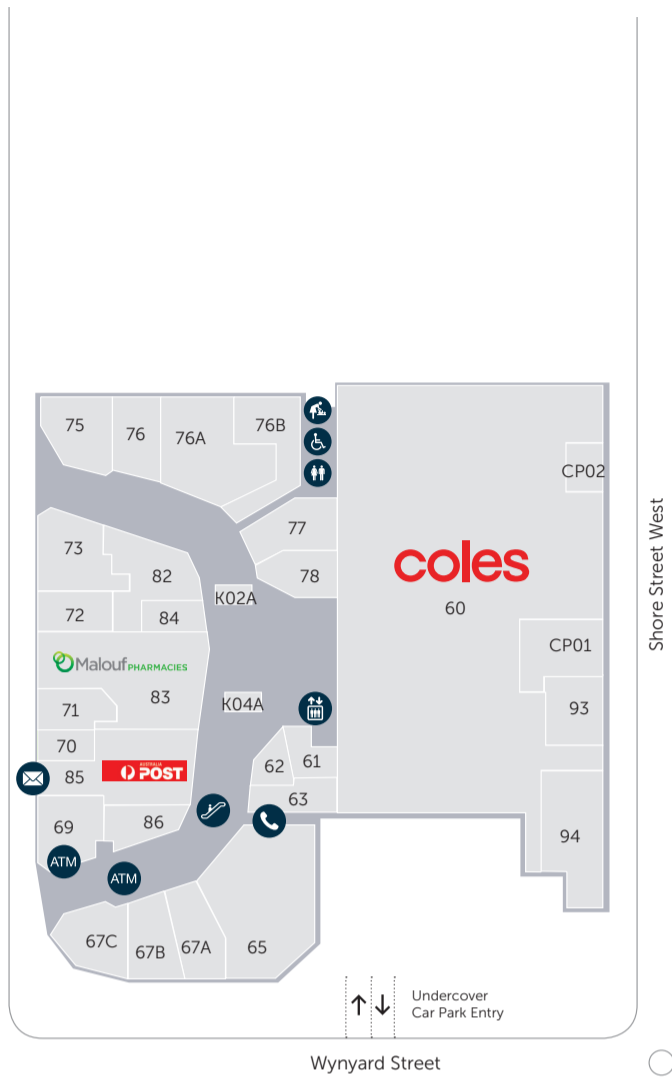 75
76
76A
76B
CP02
77
73
78
coles
82
K02A
60
72
84
Malouf PHARMACIES
CP01
83
K04A
71
93
70
62
61
85
AUSTRALIA
POST
63
69
86
94
ATM
ATM
67C
67B
67A
65
Shore Street West
Undercover
Car Park Entry
Wynyard Street